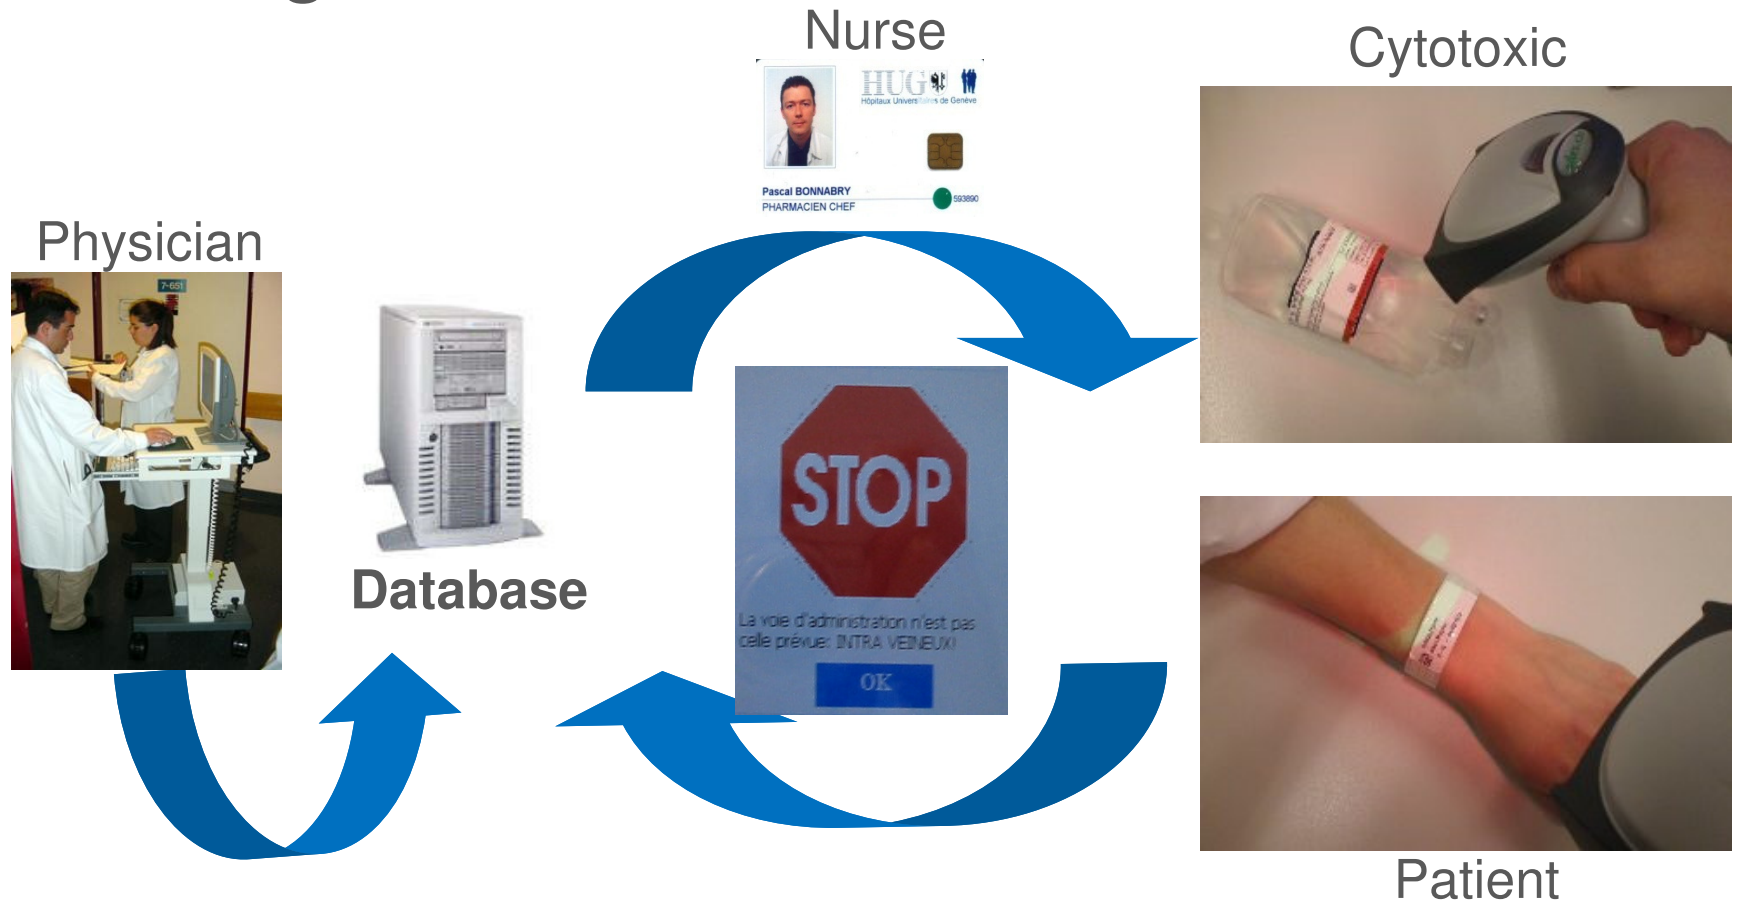 Nurse
Cytotoxic
HUG
Hôpitaux Universitaires de Genève
Pascal BONNABRY
PHARMACIEN CHEF
593890
Physician
7-651
STOP
La voie d'administration n'est pas
celle prévue: INTRA VEINEUX!
OK
Database
Patient